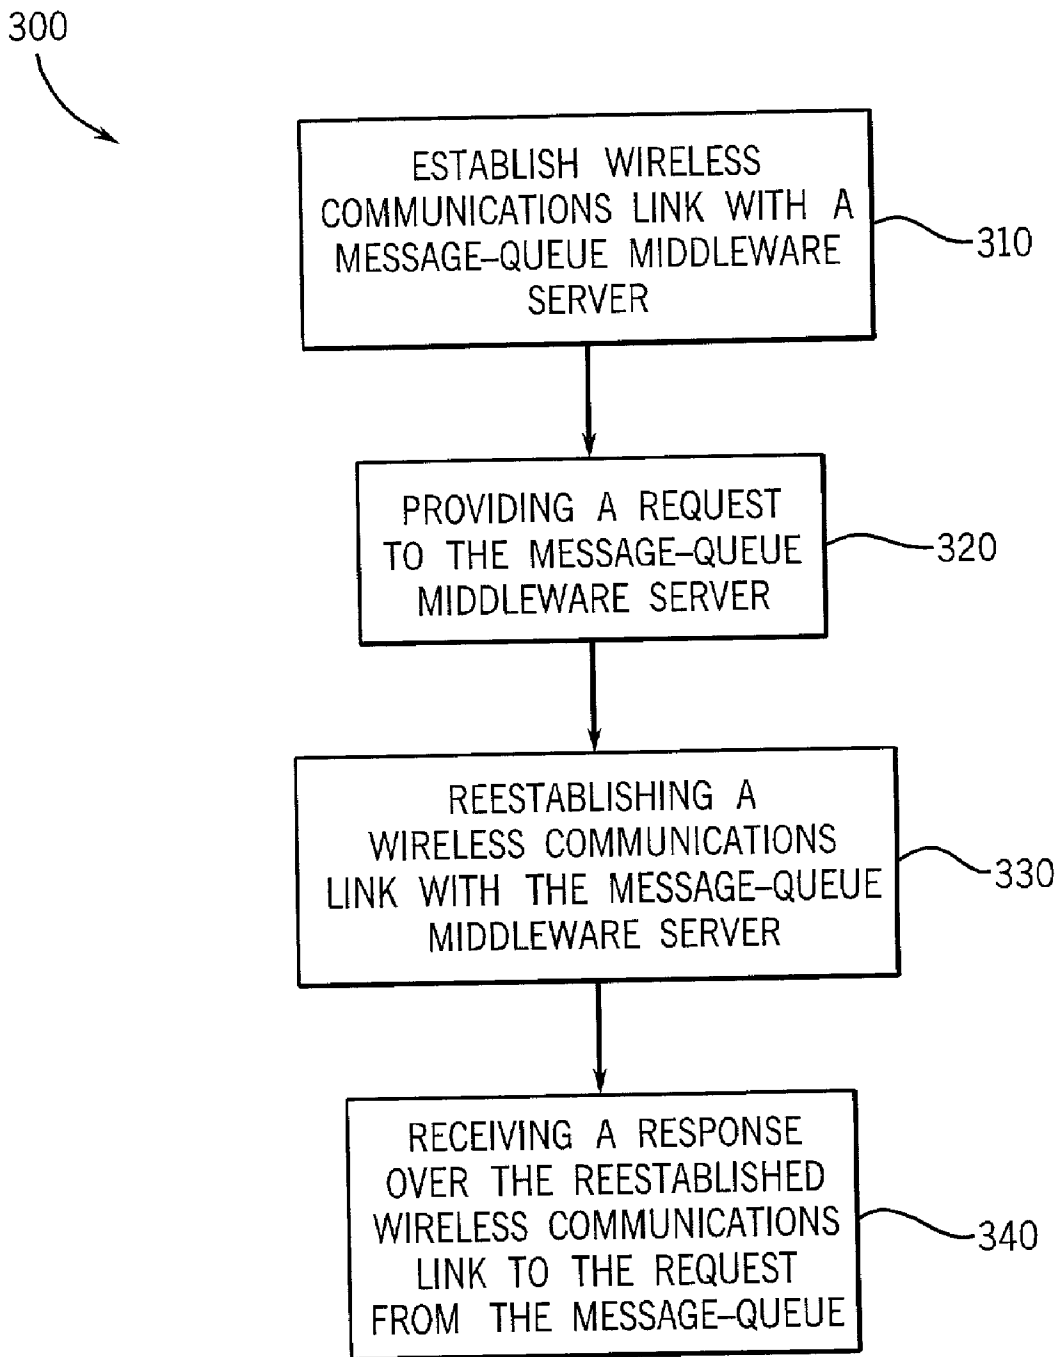 300
ESTABLISH WIRELESS
COMMUNICATIONS LINK WITH A
MESSAGE–QUEUE MIDDLEWARE
SERVER
310
PROVIDING A REQUEST
TO THE MESSAGE–QUEUE
MIDDLEWARE SERVER
320
REESTABLISHING A
WIRELESS COMMUNICATIONS
LINK WITH THE MESSAGE–QUEUE
MIDDLEWARE SERVER
330
RECEIVING A RESPONSE
OVER THE REESTABLISHED
WIRELESS COMMUNICATIONS
LINK TO THE REQUEST
FROM THE MESSAGE–QUEUE
340